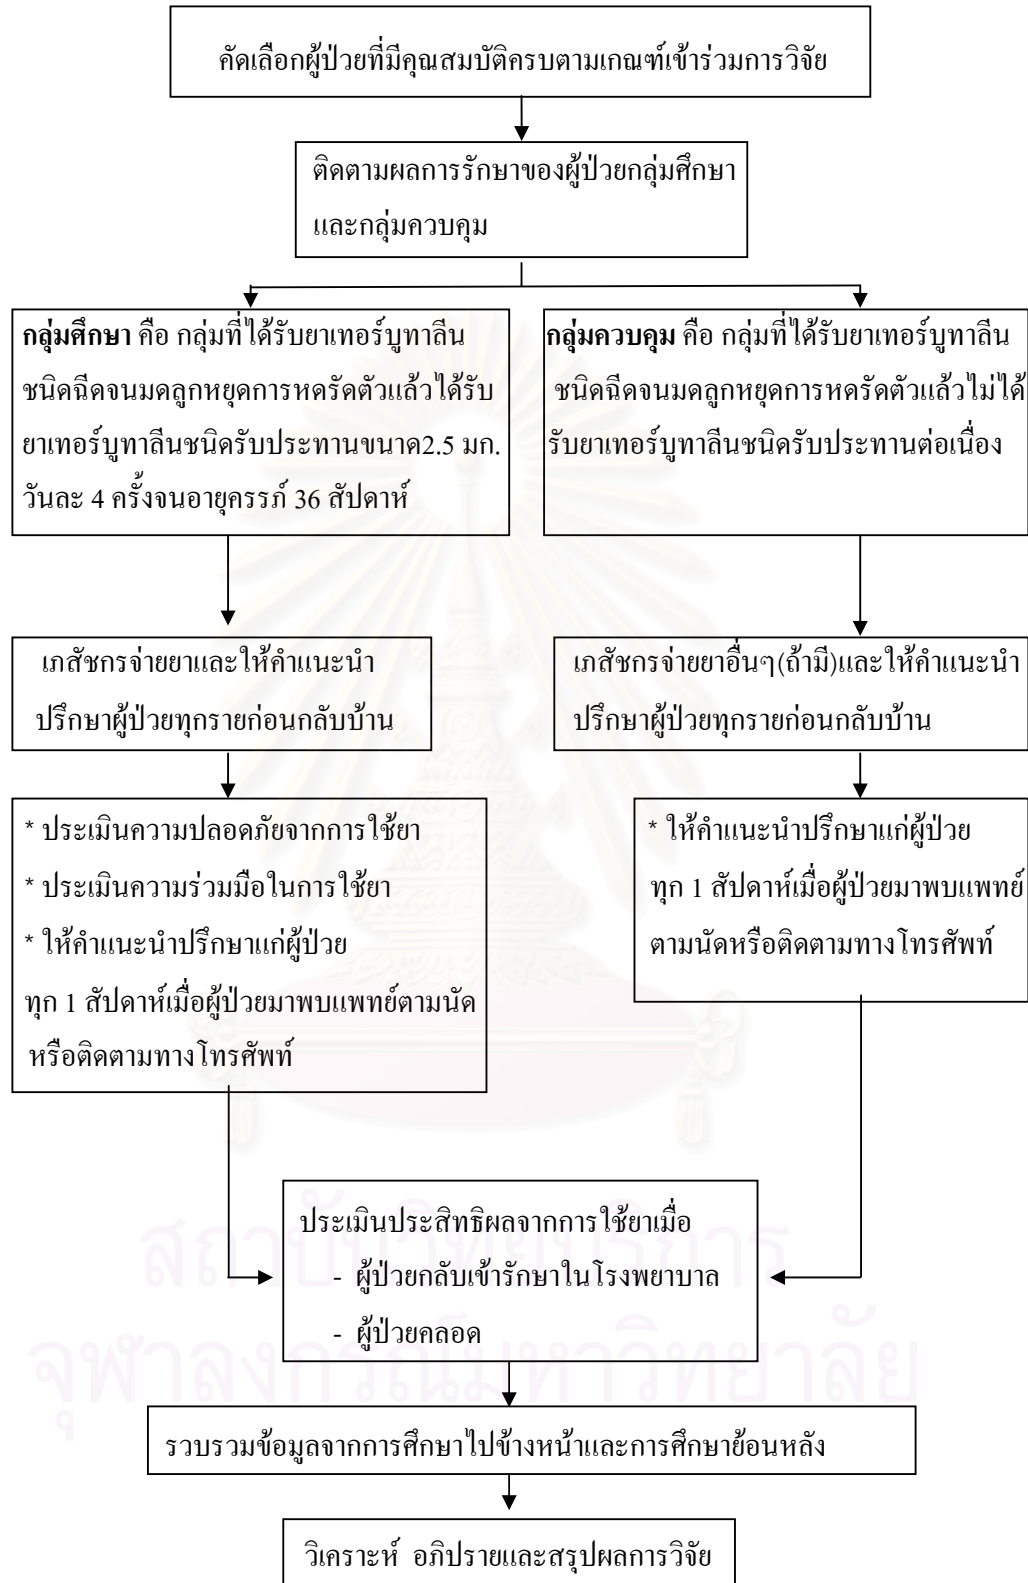 คัดเลือกผู้ป่วยที่มีคุณสมบัติครบตามเกณฑ์เข้าร่วมการวิจัย
ติดตามผลการรักษาของผู้ป่วยกลุ่มศึกษา
และกลุ่มควบคุม
กลุ่มศึกษา คือ กลุ่มที่ได้รับยาเทอร์บูทาลีน
ชนิดฉีดจนมดลูกหยุดการหดรัดตัวแล้วได้รับ
ยาเทอร์บูทาลีนชนิดรับประทานขนาด2.5 มก.
วันละ 4 ครั้งจนอายุครรภ์ 36 สัปดาห์
กลุ่มควบคุม คือ กลุ่มที่ได้รับยาเทอร์บูทาลีน
ชนิดฉีดจนมดลูกหยุดการหดรัดตัวแล้วไม่ได้
รับยาเทอร์บูทาลีนชนิดรับประทานต่อเนื่อง
เภสัชกรจ่ายยาและให้คำแนะนำ
ปรึกษาผู้ป่วยทุกรายก่อนกลับบ้าน
เภสัชกรจ่ายยาอื่นๆ(ถ้ามี)และให้คำแนะนำ
ปรึกษาผู้ป่วยทุกรายก่อนกลับบ้าน
* ประเมินความปลอดภัยจากการใช้ยา
* ประเมินความร่วมมือในการใช้ยา
* ให้คำแนะนำปรึกษาแก่ผู้ป่วย
ทุก 1 สัปดาห์เมื่อผู้ป่วยมาพบแพทย์ตามนัด
หรือติดตามทางโทรศัพท์
* ให้คำแนะนำปรึกษาแก่ผู้ป่วย
ทุก 1 สัปดาห์เมื่อผู้ป่วยมาพบแพทย์
ตามนัดหรือติดตามทางโทรศัพท์
ประเมินประสิทธิผลจากการใช้ยาเมื่อ
- ผู้ป่วยกลับเข้ารักษาในโรงพยาบาล
- ผู้ป่วยคลอด
สถาบันวิทยบริการ
จุฬาลงกรณ์มหาวิทยาลัย
รวบรวมข้อมูลจากการศึกษาไปข้างหน้าและการศึกษาย้อนหลัง
วิเคราะห์ อภิปรายและสรุปผลการวิจัย